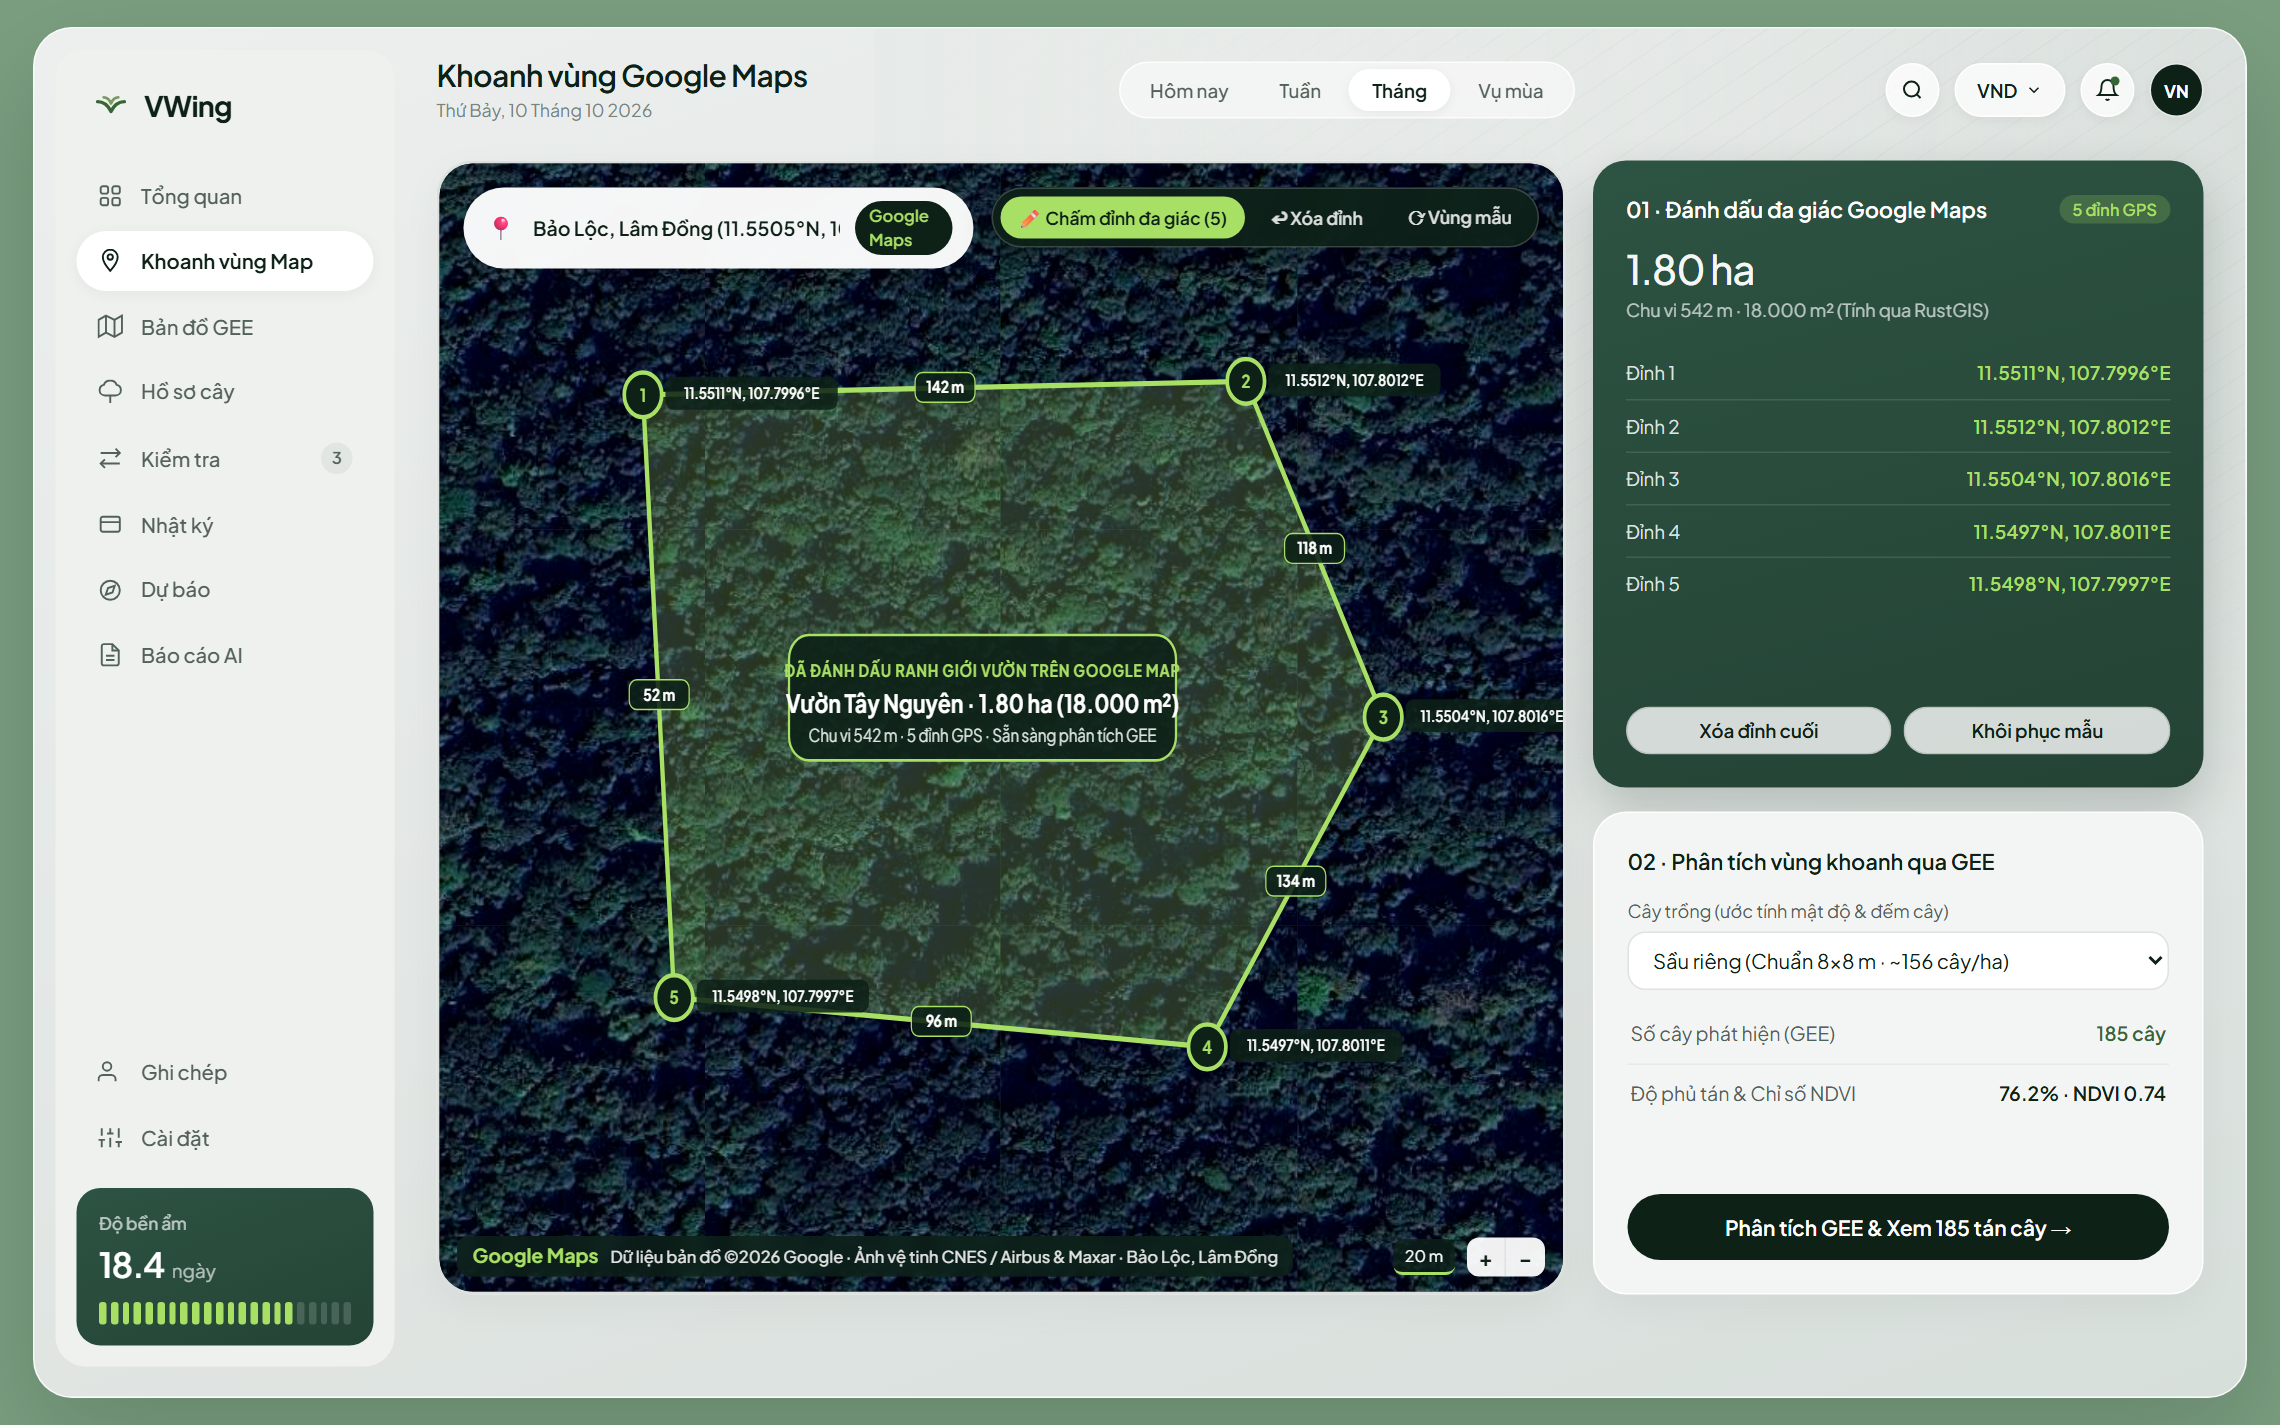 VWing
Tổng quan
Khoanh vùng Map
Bản đồ GEE
Hồ sơ cây
Kiểm tra
3
Nhật ký
Dự báo
Báo cáo AI
Ghi chép
Cài đặt
Độ bền ẩm
18.4 ngày
Khoanh vùng Google Maps
Thứ Bảy, 10 Tháng 10 2026
Hôm nay
Tuần
Tháng
Vụ mùa
VND
VN
Bảo Lộc, Lâm Đồng (11.5505°N, 1
Google
Maps
Chấm đỉnh đa giác (5)
Xóa đỉnh
Vùng mẫu
1
11.5511°N, 107.7996°E
142 m
2
11.5512°N, 107.8012°E
118 m
ĐÃ ĐÁNH DẤU RANH GIỚI VƯỜN TRÊN GOOGLE MAP
Vườn Tây Nguyên · 1.80 ha (18.000 m²)
Chu vi 542 m · 5 đỉnh GPS · Sẵn sàng phân tích GEE
52 m
3
11.5504°N, 107.8016°E
134 m
5
11.5498°N, 107.7997°E
96 m
4
11.5497°N, 107.8011°E
Google Maps Dữ liệu bản đồ ©2026 Google · Ảnh vệ tinh CNES / Airbus & Maxar · Bảo Lộc, Lâm Đồng
20 m
+
−
01 · Đánh dấu đa giác Google Maps
5 đỉnh GPS
1.80 ha
Chu vi 542 m · 18.000 m² (Tính qua RustGIS)
Đỉnh 1 11.5511°N, 107.7996°E
Đỉnh 2 11.5512°N, 107.8012°E
Đỉnh 3 11.5504°N, 107.8016°E
Đỉnh 4 11.5497°N, 107.8011°E
Đỉnh 5 11.5498°N, 107.7997°E
Xóa đỉnh cuối
Khôi phục mẫu
02 · Phân tích vùng khoanh qua GEE
Cây trồng (ước tính mật độ & đếm cây)
Sầu riêng (Chuẩn 8×8 m · ~156 cây/ha)
Số cây phát hiện (GEE) 185 cây
Độ phủ tán & Chỉ số NDVI 76.2% · NDVI 0.74
Phân tích GEE & Xem 185 tán cây →